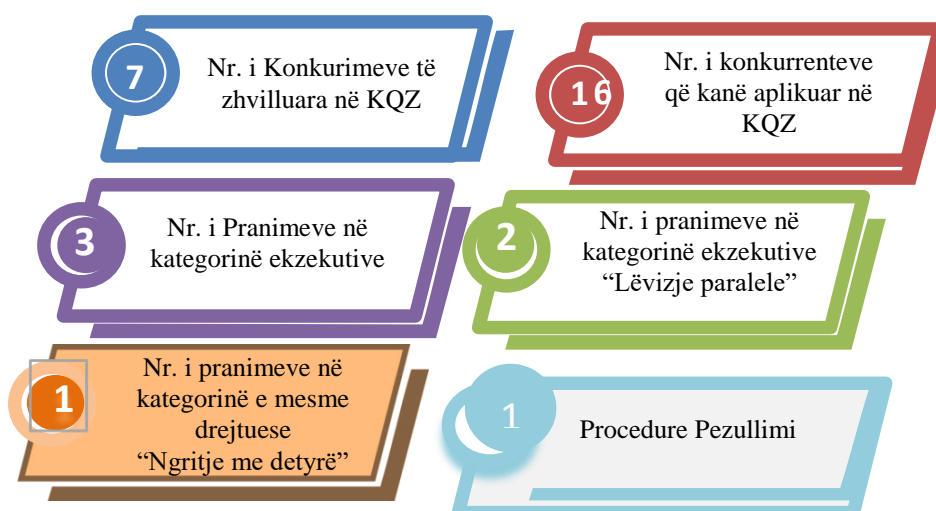 7
Nr. i Konkurimeve të
zhvilluara në KQZ
16
Nr. i konkurrenteve
që kanë aplikuar në
KQZ
3
Nr. i Pranimeve në
kategorinë ekzekutive
2
Nr. i pranimeve në
kategorinë ekzekutive
“Lëvizje paralele”
1
Nr. i pranimeve në
kategorinë e mesme
drejtuese
“Ngritje me detyrë”
1
Procedure Pezullimi